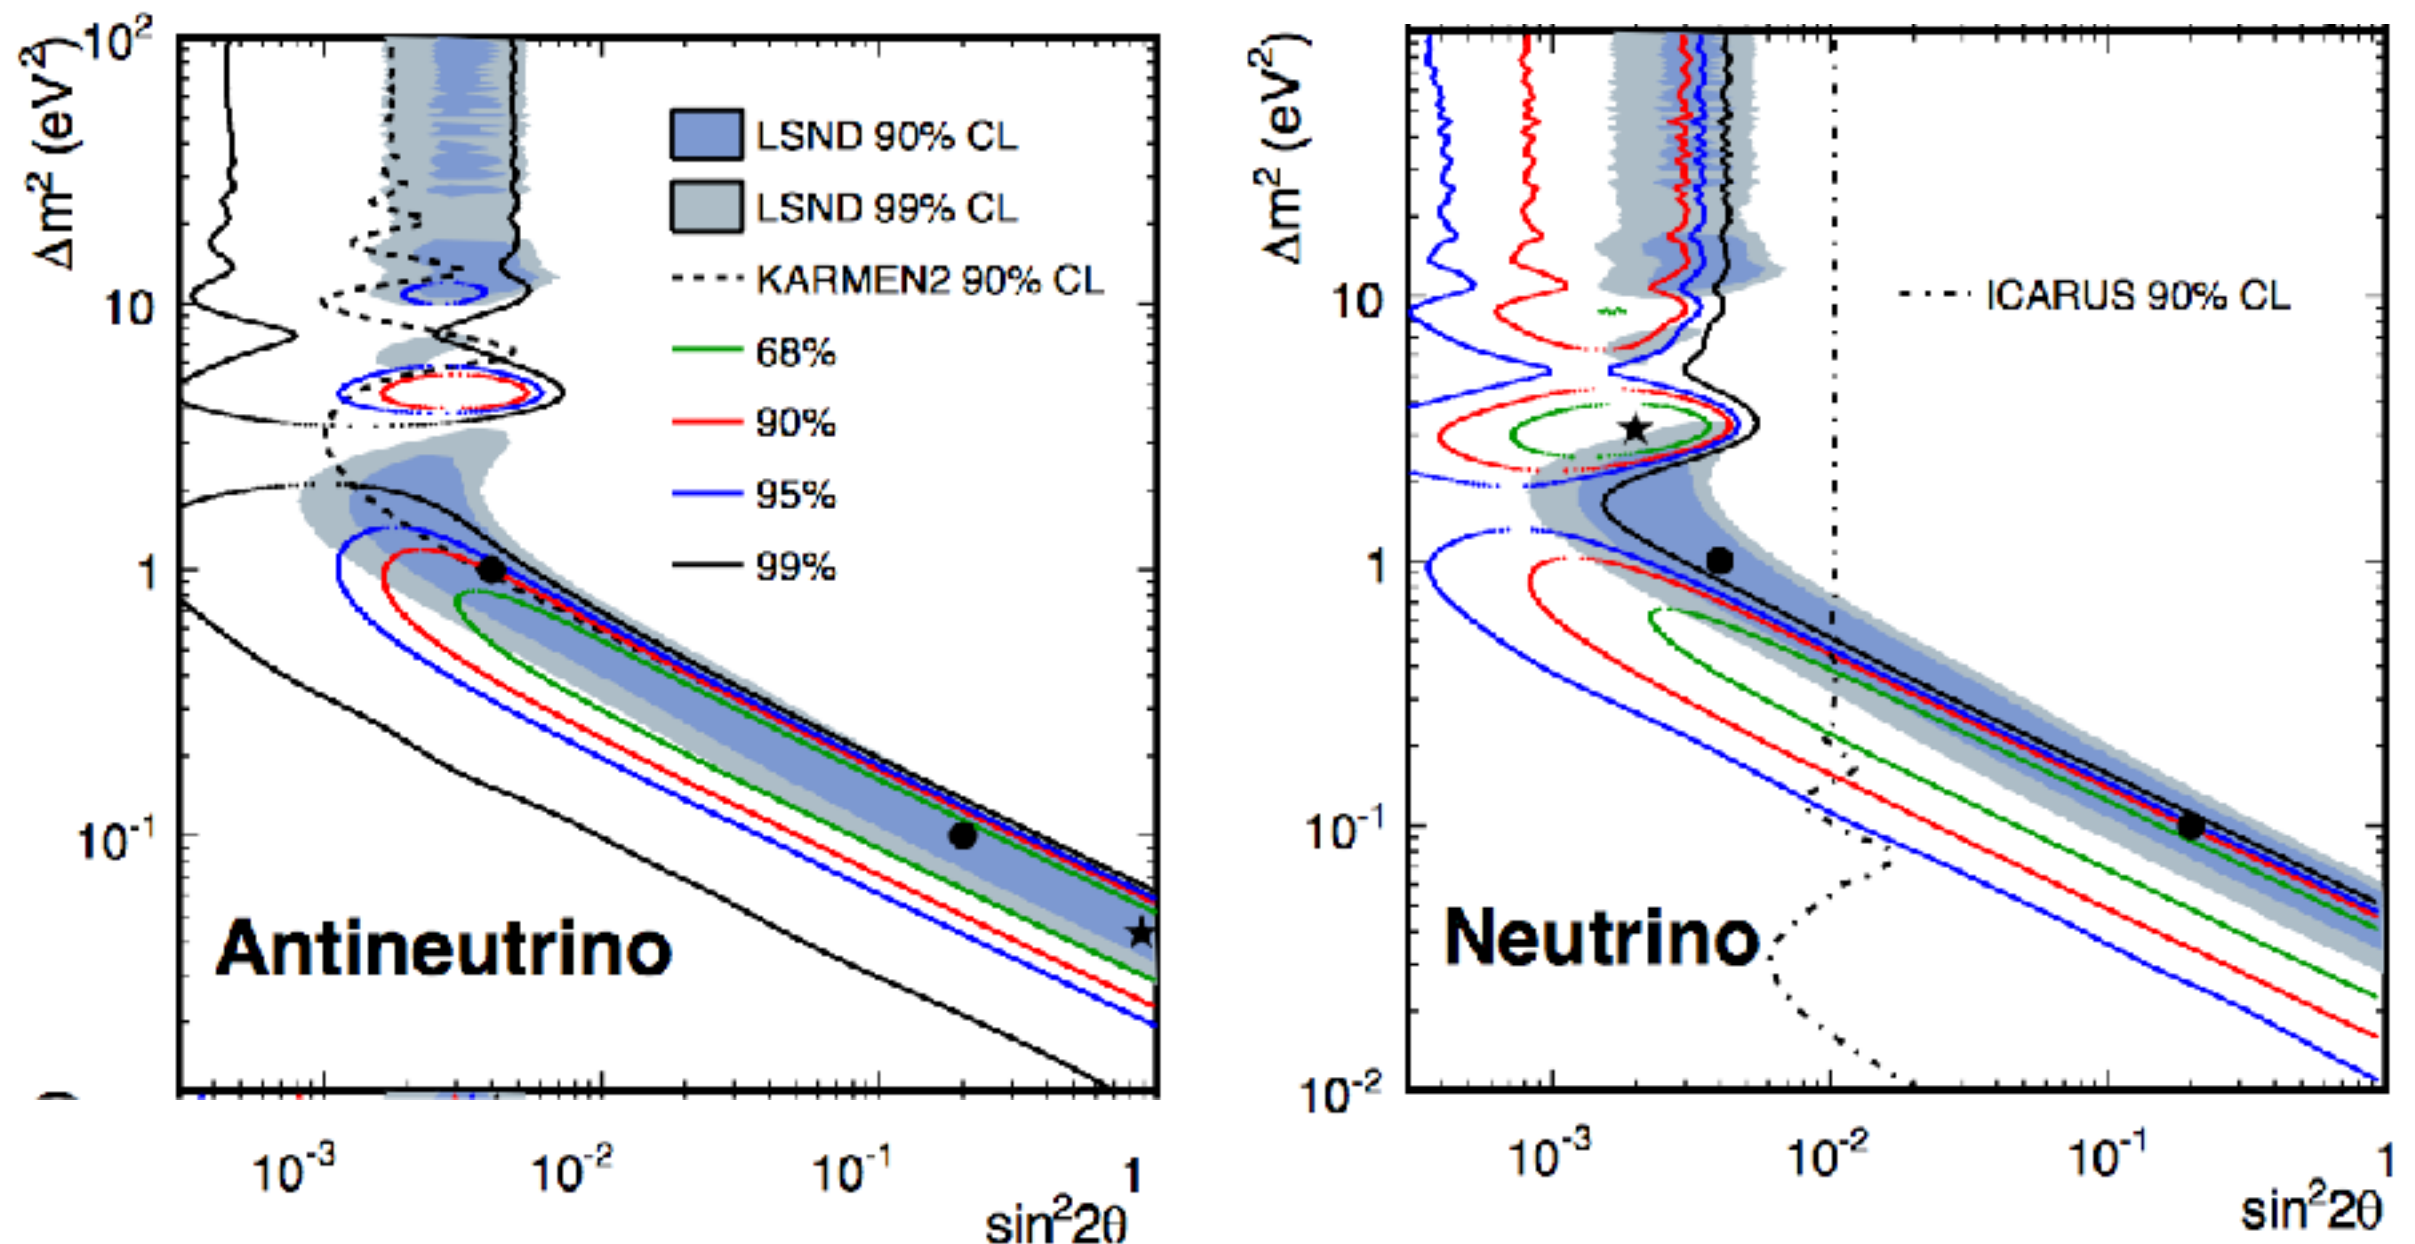 Δm² (eV²)
10²
10
1
10⁻¹
LSND 90% CL
LSND 99% CL
KARMEN2 90% CL
68%
90%
95%
99%
Antineutrino
10⁻³ 10⁻² 10⁻¹ 1
sin²2θ
Δm² (eV²)
10
1
10⁻¹
10⁻²
ICARUS 90% CL
Neutrino
10⁻³ 10⁻² 10⁻¹ 1
sin²2θ